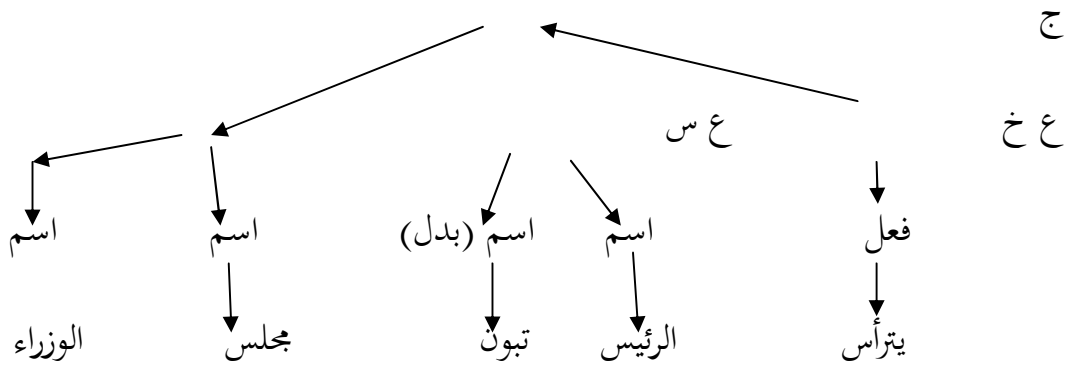 ج
ع خ ع س
فعل اسم اسم (بدل) اسم اسم
يترأس الرئيس تبون مجلس الوزراء